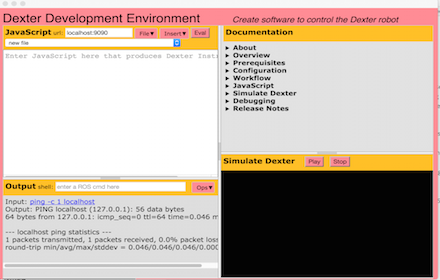 Dexter Development Environment
Create software to control the Dexter robot
JavaScript url: localhost:9090 File▼ Insert▼ Eval
new file
Enter JavaScript here that produces Dexter Inst
Documentation
► About
► Overview
► Prerequisites
► Configuration
► Workflow
► JavaScript
► Simulate Dexter
► Debugging
► Release Notes
Output shell: enter a ROS cmd here Ops▼
Input: ping -c 1 localhost
Output: PING localhost (127.0.0.1): 56 data bytes
64 bytes from 127.0.0.1: icmp_seq=0 ttl=64 time=0.046 m
--- localhost ping statistics ---
1 packets transmitted, 1 packets received, 0.0% packet loss
round-trip min/avg/max/stddev = 0.046/0.046/0.046/0.000
Simulate Dexter Play Stop